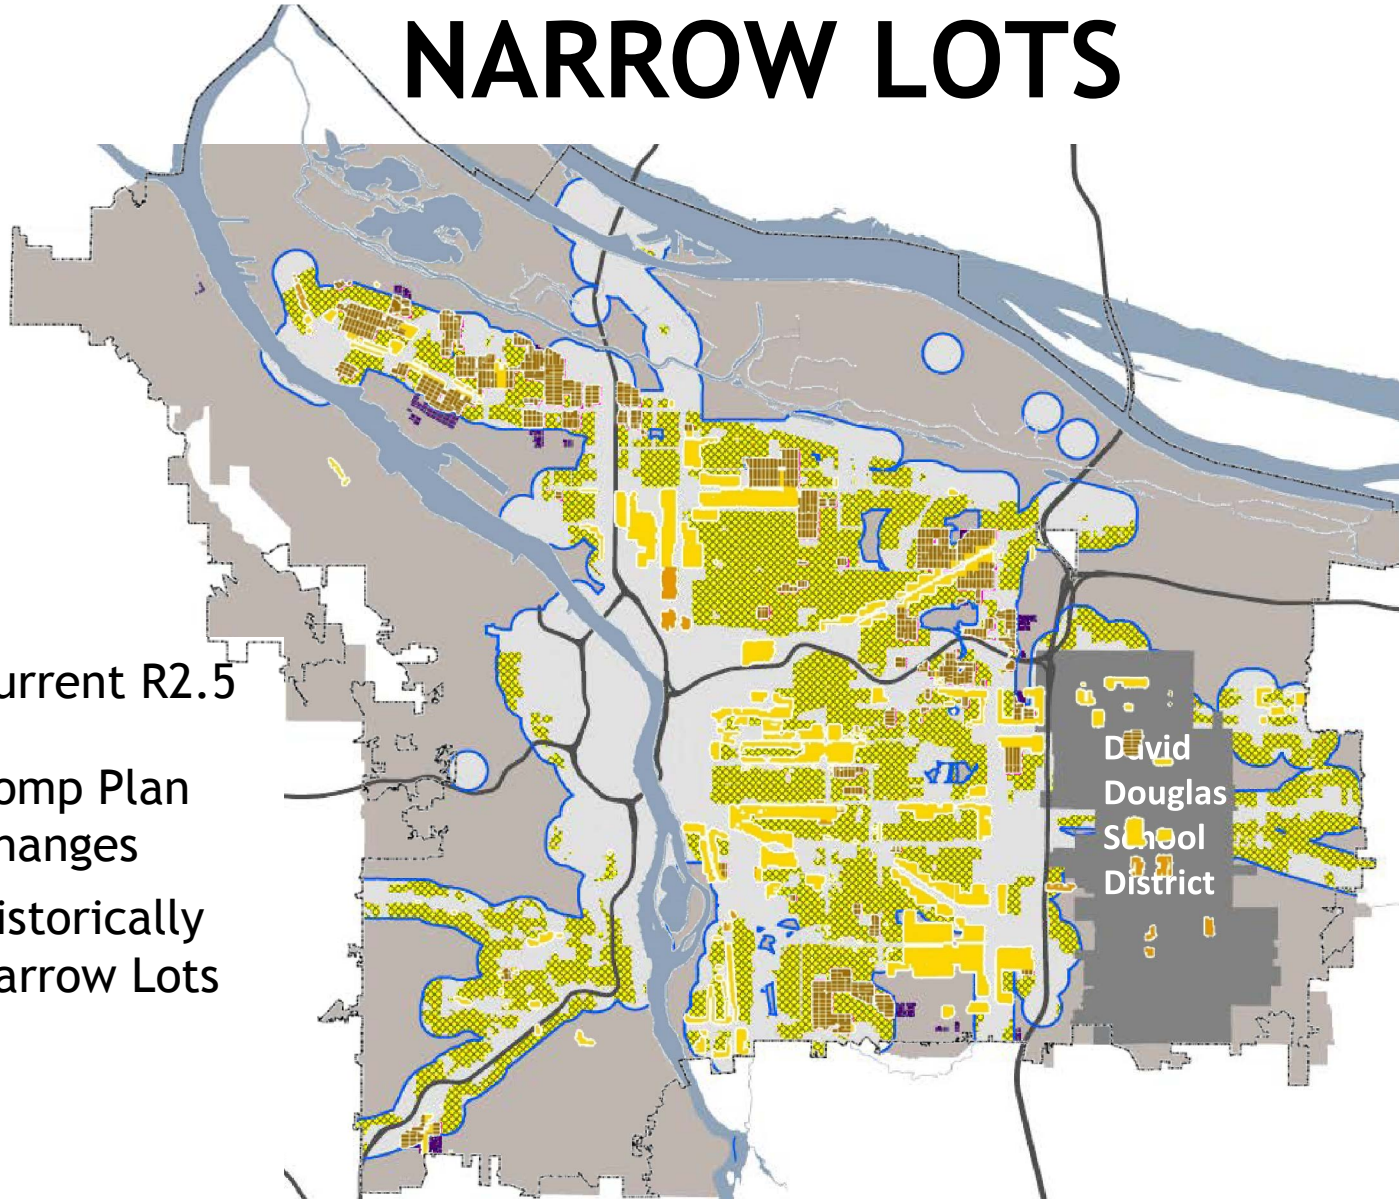 NARROW LOTS
urrent R2.5
omp Plan
hanges
istorically
arrow Lots
David
Douglas
School
District